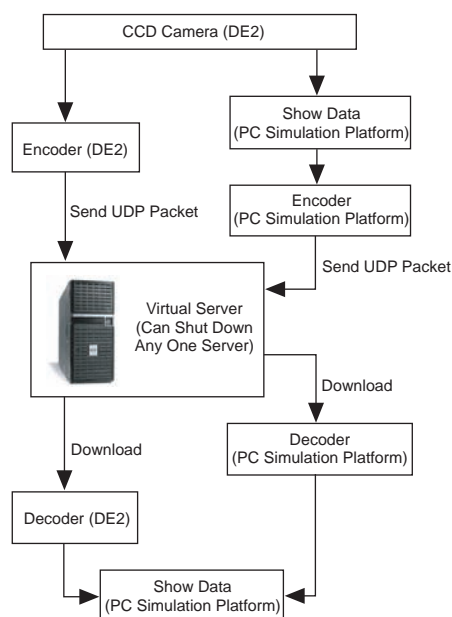 CCD Camera (DE2)
Show Data
(PC Simulation Platform)
Encoder (DE2)
Encoder
(PC Simulation Platform)
Send UDP Packet
Send UDP Packet
Virtual Server
(Can Shut Down
Any One Server)
Download
Decoder
(PC Simulation Platform)
Download
Decoder (DE2)
Show Data
(PC Simulation Platform)